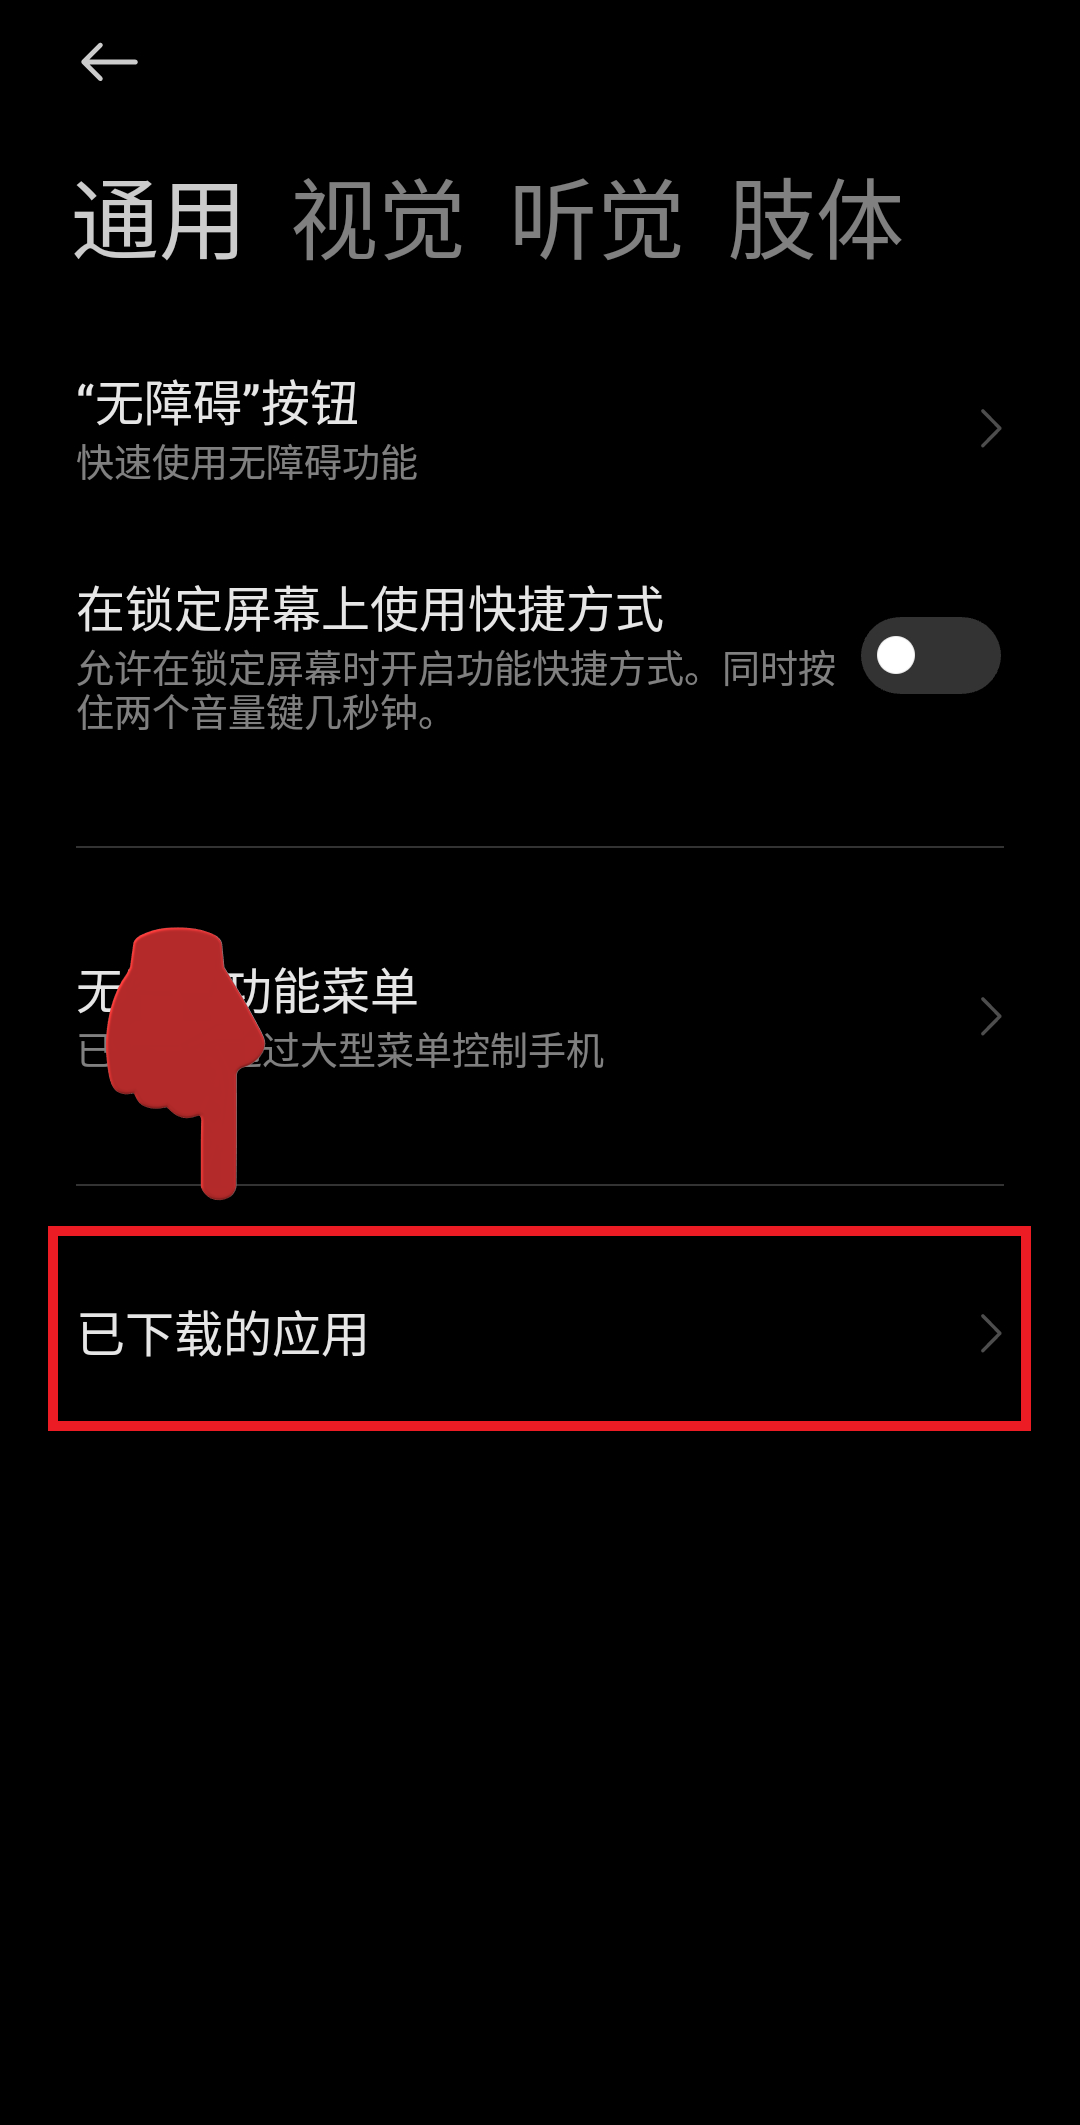 通用 视觉 听觉 肢体
“无障碍”按钮
快速使用无障碍功能
在锁定屏幕上使用快捷方式
允许在锁定屏幕时开启功能快捷方式。同时按
住两个音量键几秒钟。
无 功能菜单
已 过大型菜单控制手机
已下载的应用